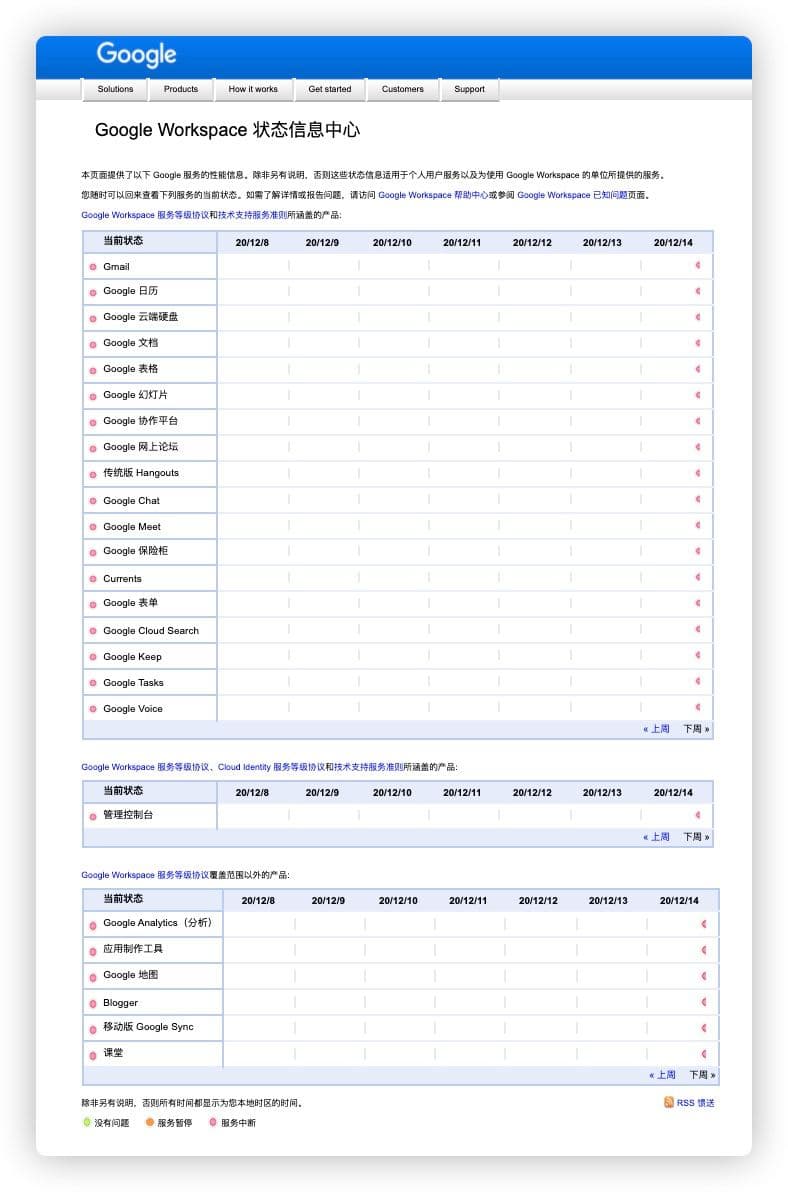 Google
Solutions Products How it works Get started Customers Support
Google Workspace 状态信息中心
本页面提供了以下 Google 服务的性能信息。除非另有说明，否则这些状态信息适用于个人用户服务以及为使用 Google Workspace 的单位所提供的服务。
您随时可以回来查看下列服务的当前状态。如需了解详情或报告问题，请访问 Google Workspace 帮助中心或参阅 Google Workspace 已知问题页面。
Google Workspace 服务等级协议和技术支持服务准则所涵盖的产品:
当前状态 20/12/8 20/12/9 20/12/10 20/12/11 20/12/12 20/12/13 20/12/14
Gmail
Google 日历
Google 云端硬盘
Google 文档
Google 表格
Google 幻灯片
Google 协作平台
Google 网上论坛
传统版 Hangouts
Google Chat
Google Meet
Google 保险柜
Currents
Google 表单
Google Cloud Search
Google Keep
Google Tasks
Google Voice
« 上周 下周 »
Google Workspace 服务等级协议、Cloud Identity 服务等级协议和技术支持服务准则所涵盖的产品:
当前状态 20/12/8 20/12/9 20/12/10 20/12/11 20/12/12 20/12/13 20/12/14
管理控制台
« 上周 下周 »
Google Workspace 服务等级协议覆盖范围以外的产品:
当前状态 20/12/8 20/12/9 20/12/10 20/12/11 20/12/12 20/12/13 20/12/14
Google Analytics（分析）
应用制作工具
Google 地图
Blogger
移动版 Google Sync
课堂
« 上周 下周 »
除非另有说明，否则所有时间都显示为您本地时区的时间。 RSS 馈送
没有问题 服务暂停 服务中断